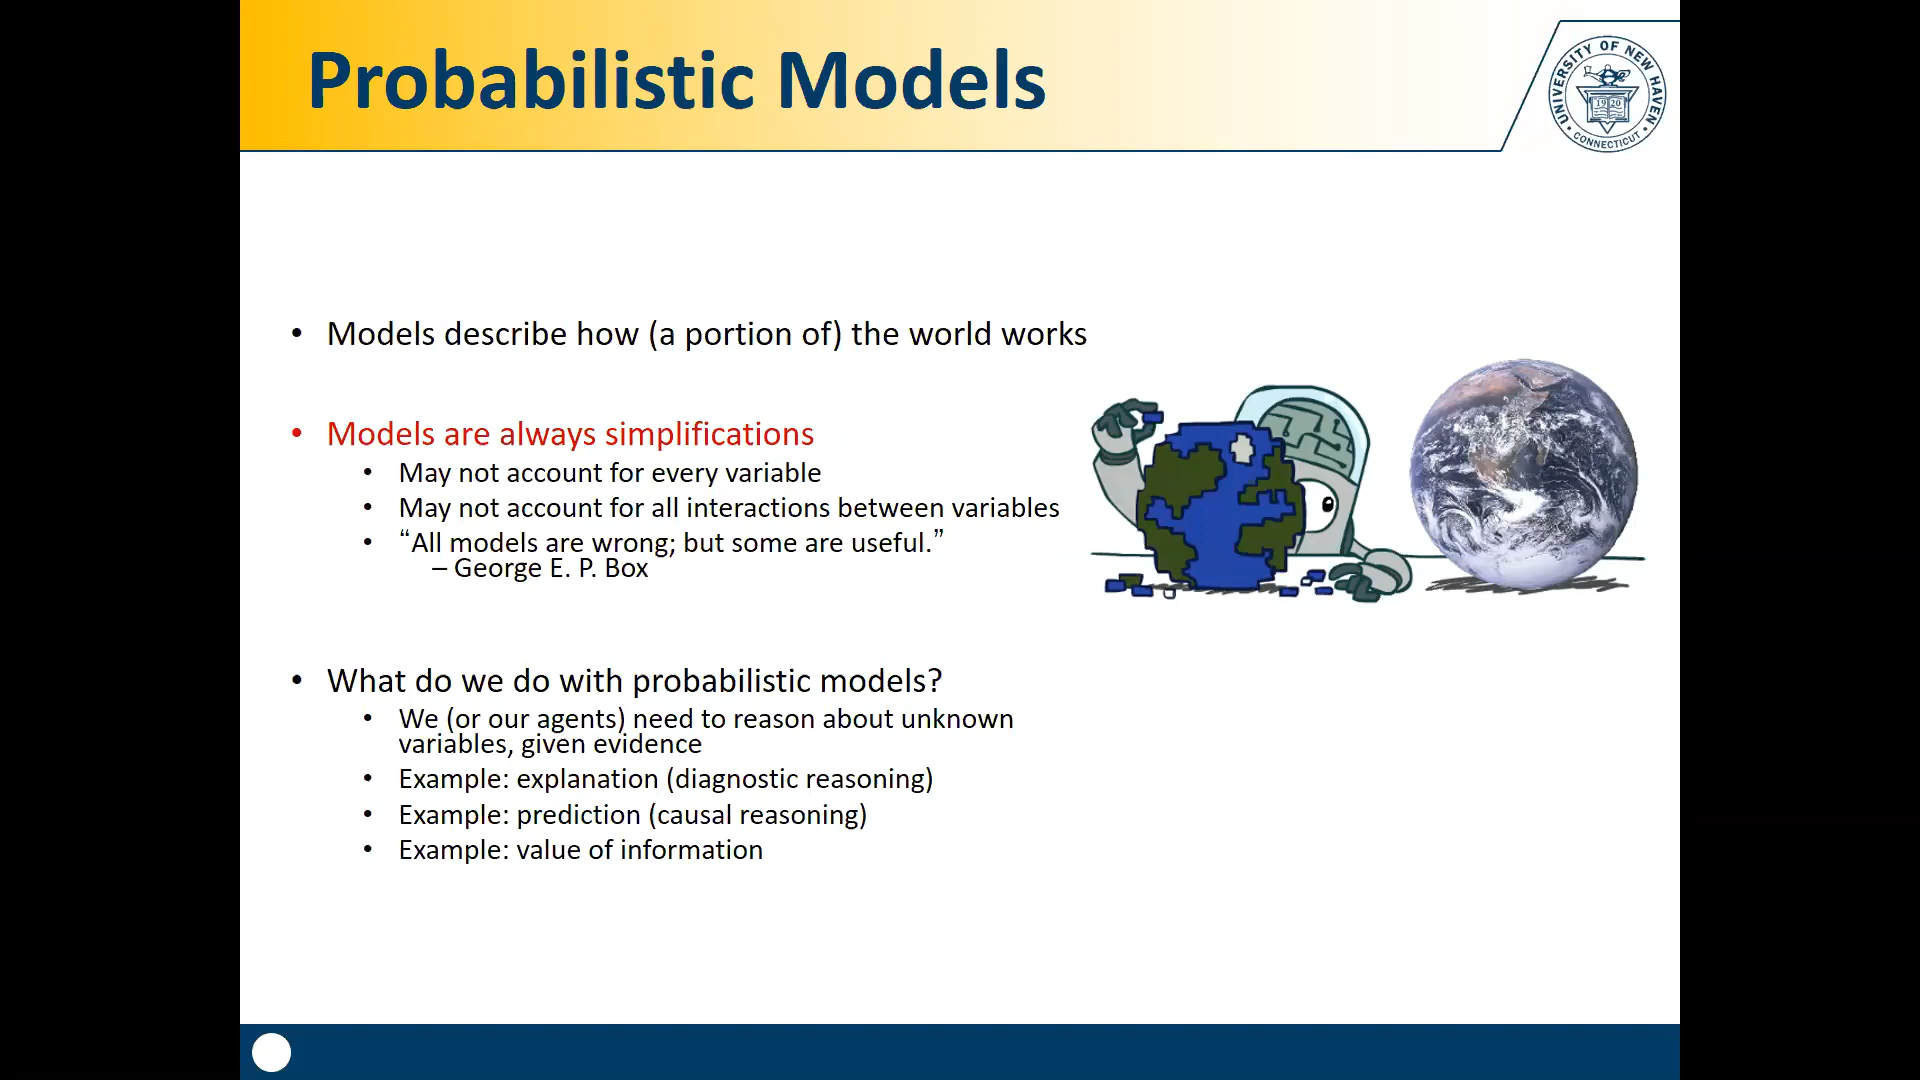 Probabilistic Models
UNIVERSITY OF NEW HAVEN
1920
CONNECTICUT
• Models describe how (a portion of) the world works
• Models are always simplifications
• May not account for every variable
• May not account for all interactions between variables
• “All models are wrong; but some are useful.”
– George E. P. Box
• What do we do with probabilistic models?
• We (or our agents) need to reason about unknown
variables, given evidence
• Example: explanation (diagnostic reasoning)
• Example: prediction (causal reasoning)
• Example: value of information